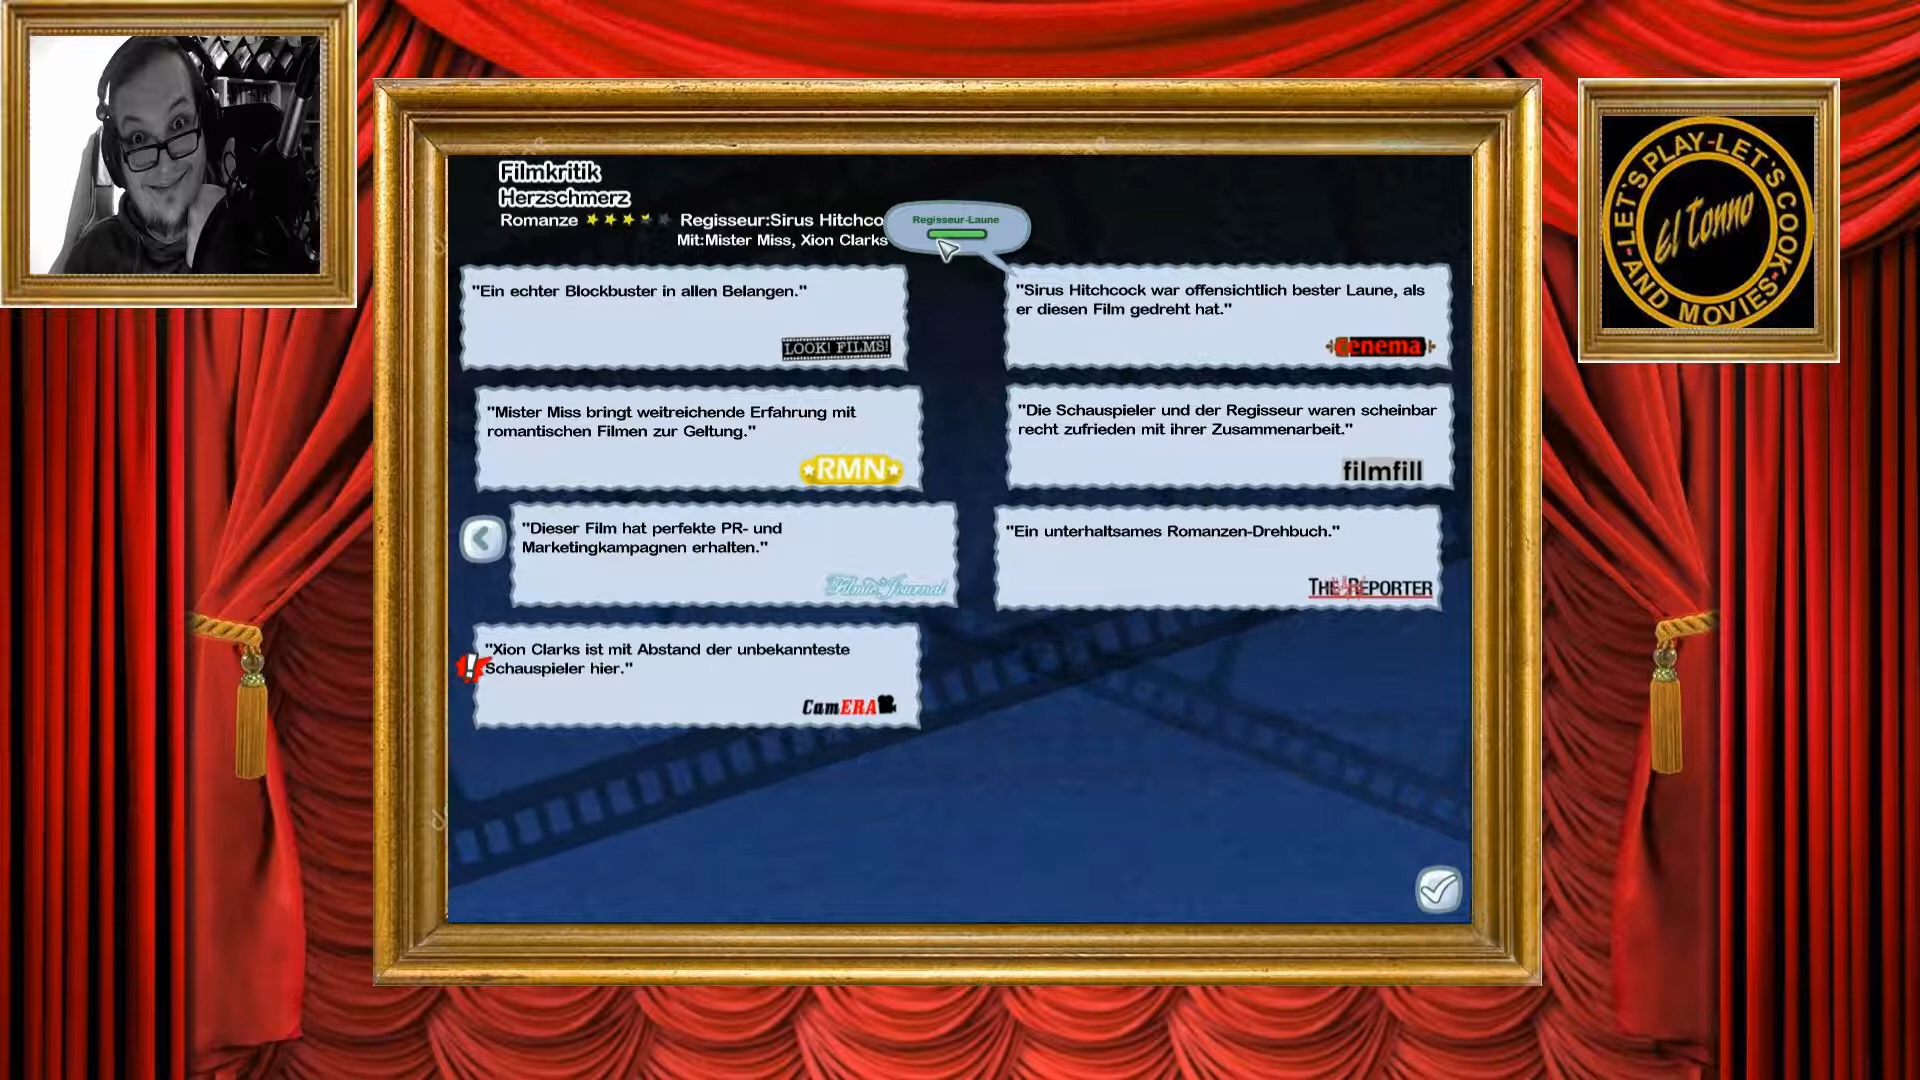 Filmkritik
Herzschmerz
Romanze
Regisseur:Sirus Hitchco
Regisseur-Laune
Mit:Mister Miss, Xion Clarks
"Ein echter Blockbuster in allen Belangen."
LOOK! FILMS!
"Sirus Hitchcock war offensichtlich bester Laune, als
er diesen Film gedreht hat."
cenema
"Mister Miss bringt weitreichende Erfahrung mit
romantischen Filmen zur Geltung."
RMN
"Die Schauspieler und der Regisseur waren scheinbar
recht zufrieden mit ihrer Zusammenarbeit."
filmfill
"Dieser Film hat perfekte PR- und
Marketingkampagnen erhalten."
Journal
"Ein unterhaltsames Romanzen-Drehbuch."
THE REPORTER
"Xion Clarks ist mit Abstand der unbekannteste
Schauspieler hier."
CamERA
LET'S PLAY-LET'S COOK-AND MOVIES-
El Tonno